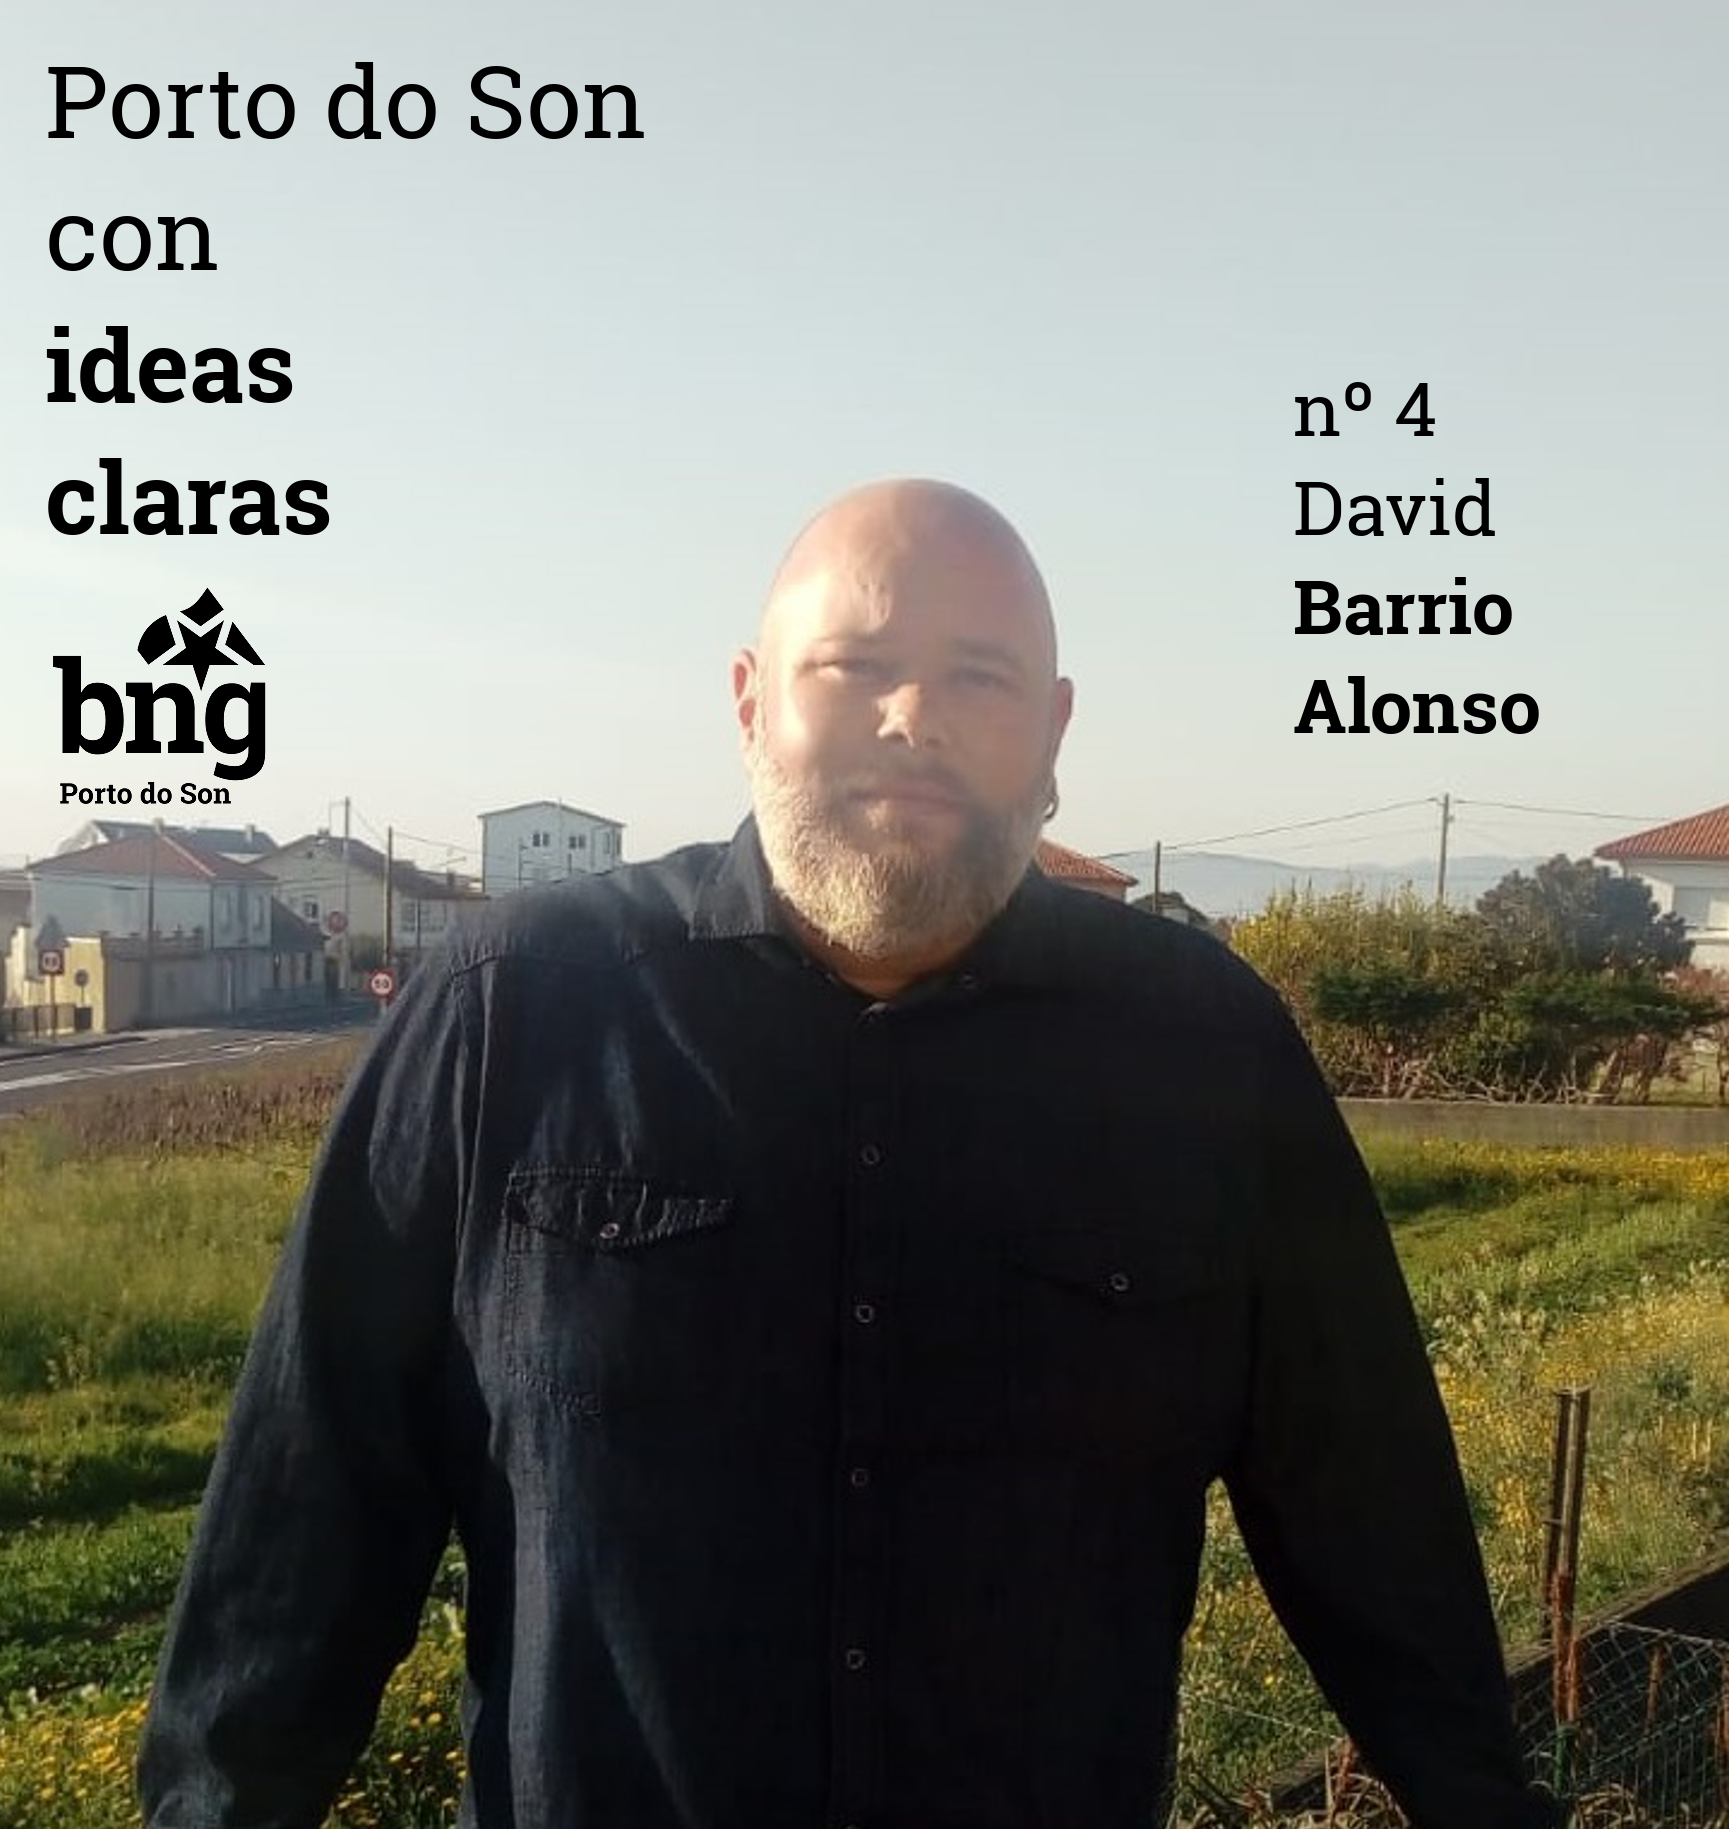 Porto do Son
con
ideas
claras
bng
Porto do Son
nº 4
David
Barrio
Alonso